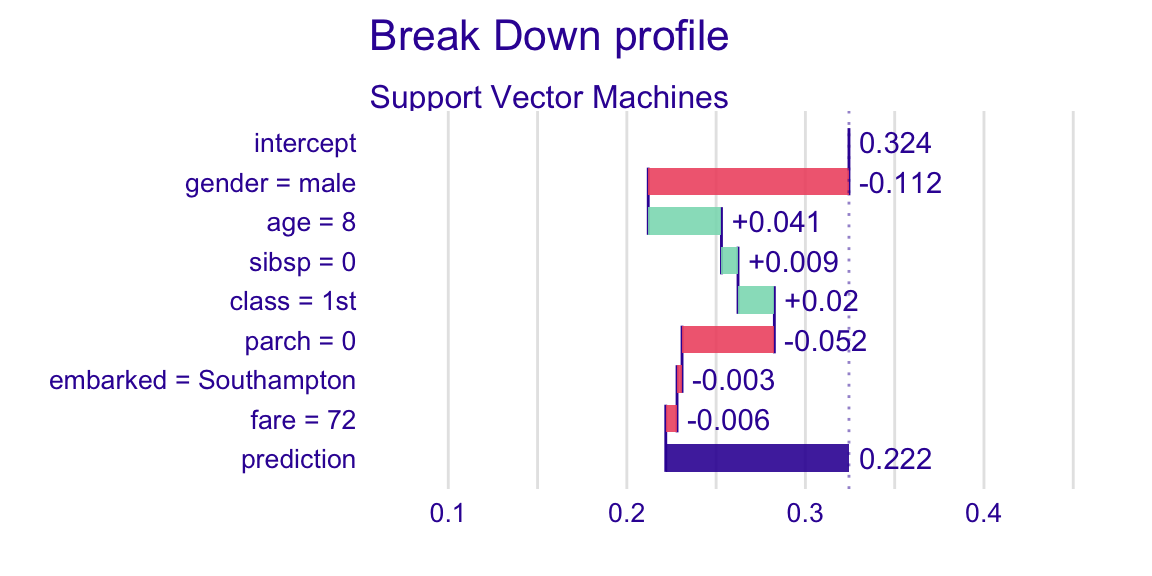 Break Down profile
Support Vector Machines
intercept 0.324
gender = male -0.112
age = 8 +0.041
sibsp = 0 +0.009
class = 1st +0.02
parch = 0 -0.052
embarked = Southampton -0.003
fare = 72 -0.006
prediction 0.222
0.1 0.2 0.3 0.4